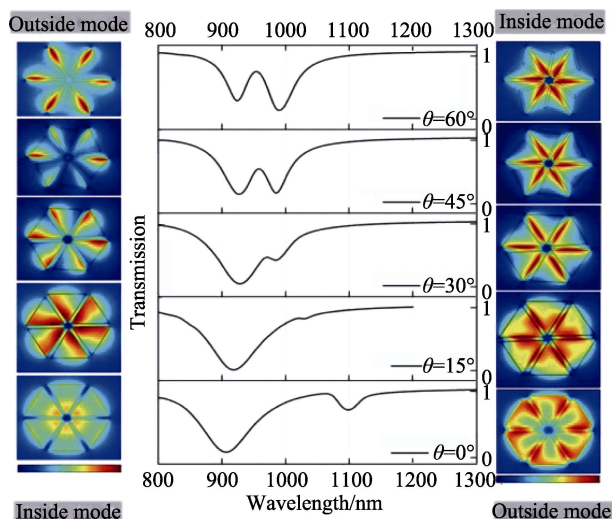 Outside mode
800 900 1000 1100 1200 1300
Inside mode
1
θ=60°
0
1
θ=45°
0
1
θ=30°
0
1
θ=15°
0
1
θ=0°
0
Transmission
800 900 1000 1100 1200 1300
Wavelength/nm
Inside mode
Outside mode